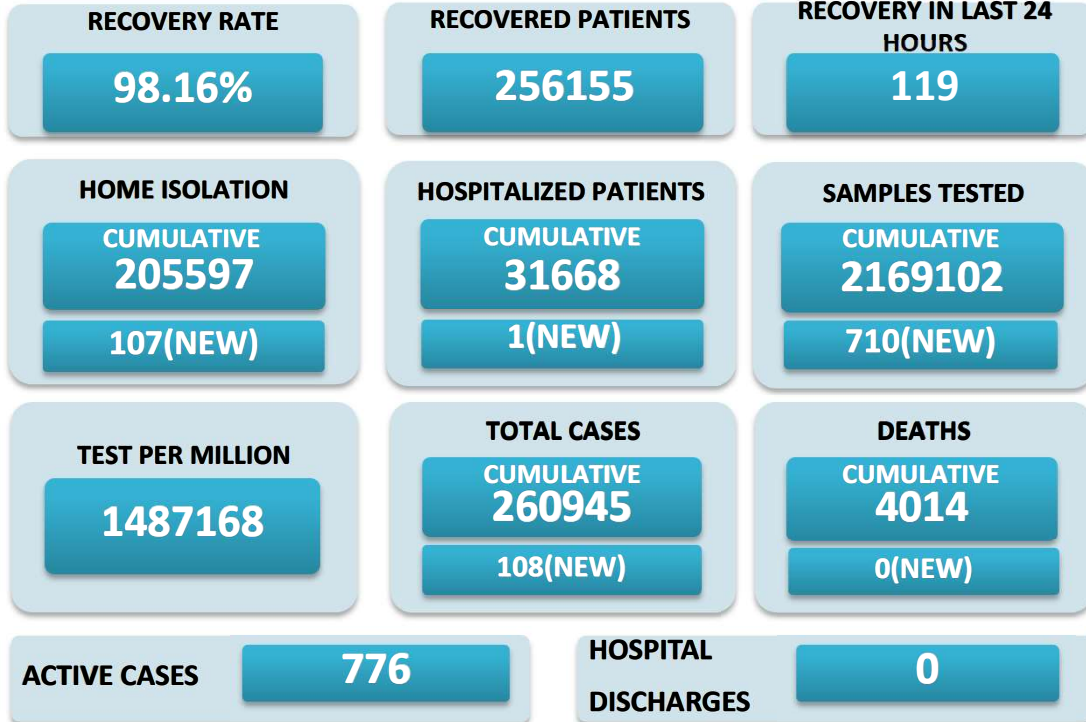 RECOVERY RATE
98.16%
RECOVERED PATIENTS
256155
RECOVERY IN LAST 24
HOURS
119
HOME ISOLATION
CUMULATIVE
205597
107(NEW)
HOSPITALIZED PATIENTS
CUMULATIVE
31668
1(NEW)
SAMPLES TESTED
CUMULATIVE
2169102
710(NEW)
TEST PER MILLION
1487168
TOTAL CASES
CUMULATIVE
260945
108(NEW)
DEATHS
CUMULATIVE
4014
0(NEW)
ACTIVE CASES
776
HOSPITAL
DISCHARGES
0